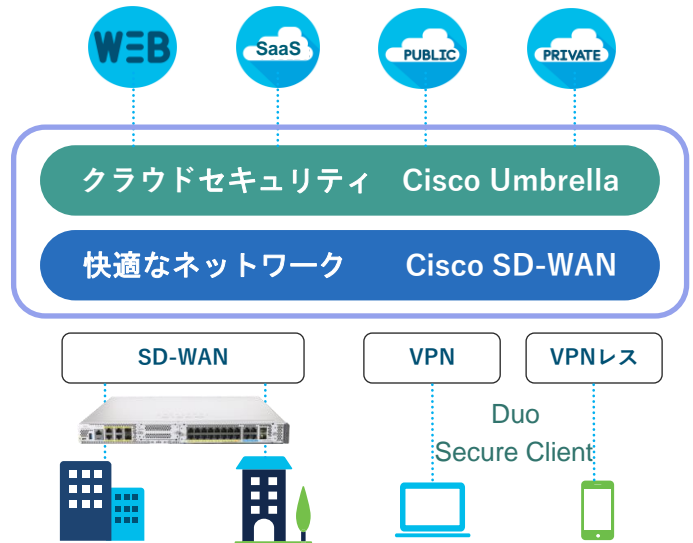 WEB
SaaS
PUBLIC
PRIVATE
クラウドセキュリティ Cisco Umbrella
快適なネットワーク Cisco SD-WAN
SD-WAN
VPN
VPNレス
Duo
Secure Client